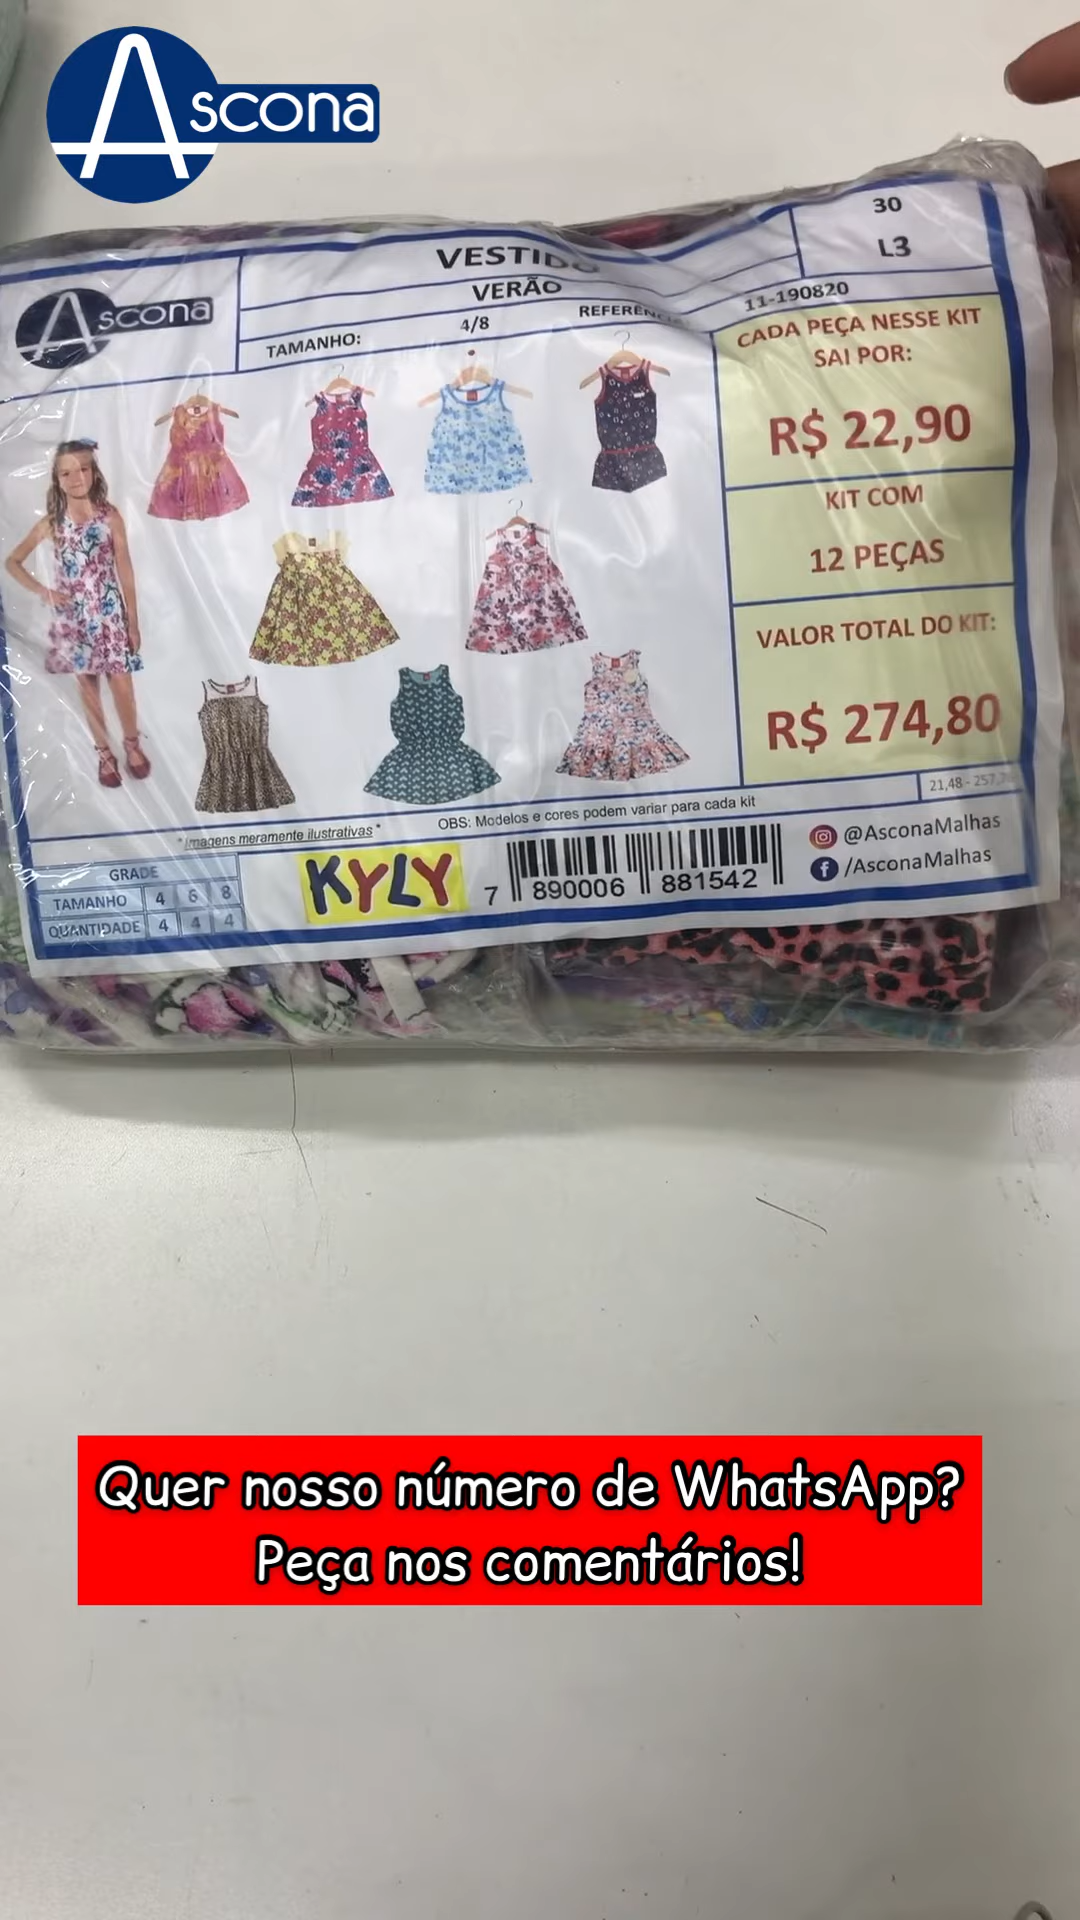 Ascona
30
L3
VESTIDO
VERÃO
TAMANHO: 4/8
11-190820
Ascona
CADA PEÇA NESSE KIT
SAI POR:
R$ 22,90
KIT COM
12 PEÇAS
VALOR TOTAL DO KIT:
R$ 274,80
*Imagens meramente ilustrativas*
OBS: Modelos e cores podem variar para cada kit
GRADE
TAMANHO 4 6 8
QUANTIDADE 4 4 4
KYLY
7 890006 881542
@AsconaMalhas
/AsconaMalhas
Quer nosso número de WhatsApp?
Peça nos comentários!